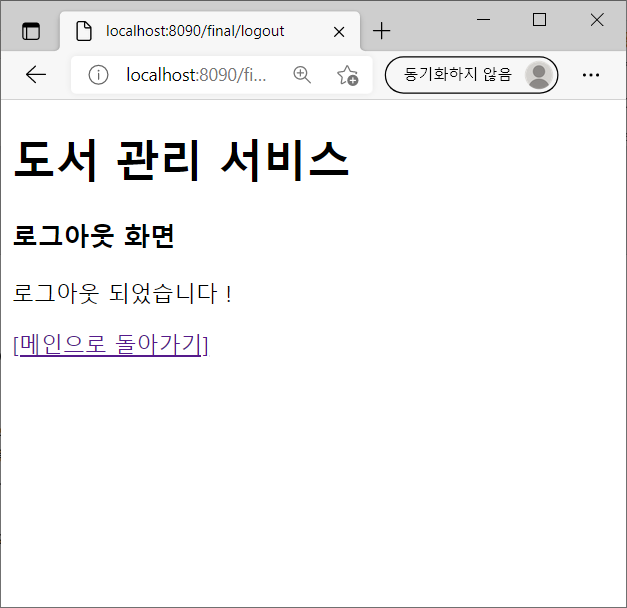 localhost:8090/final/logout
localhost:8090/fi...
동기화하지 않음
도서 관리 서비스
로그아웃 화면
로그아웃 되었습니다 !
[메인으로 돌아가기]